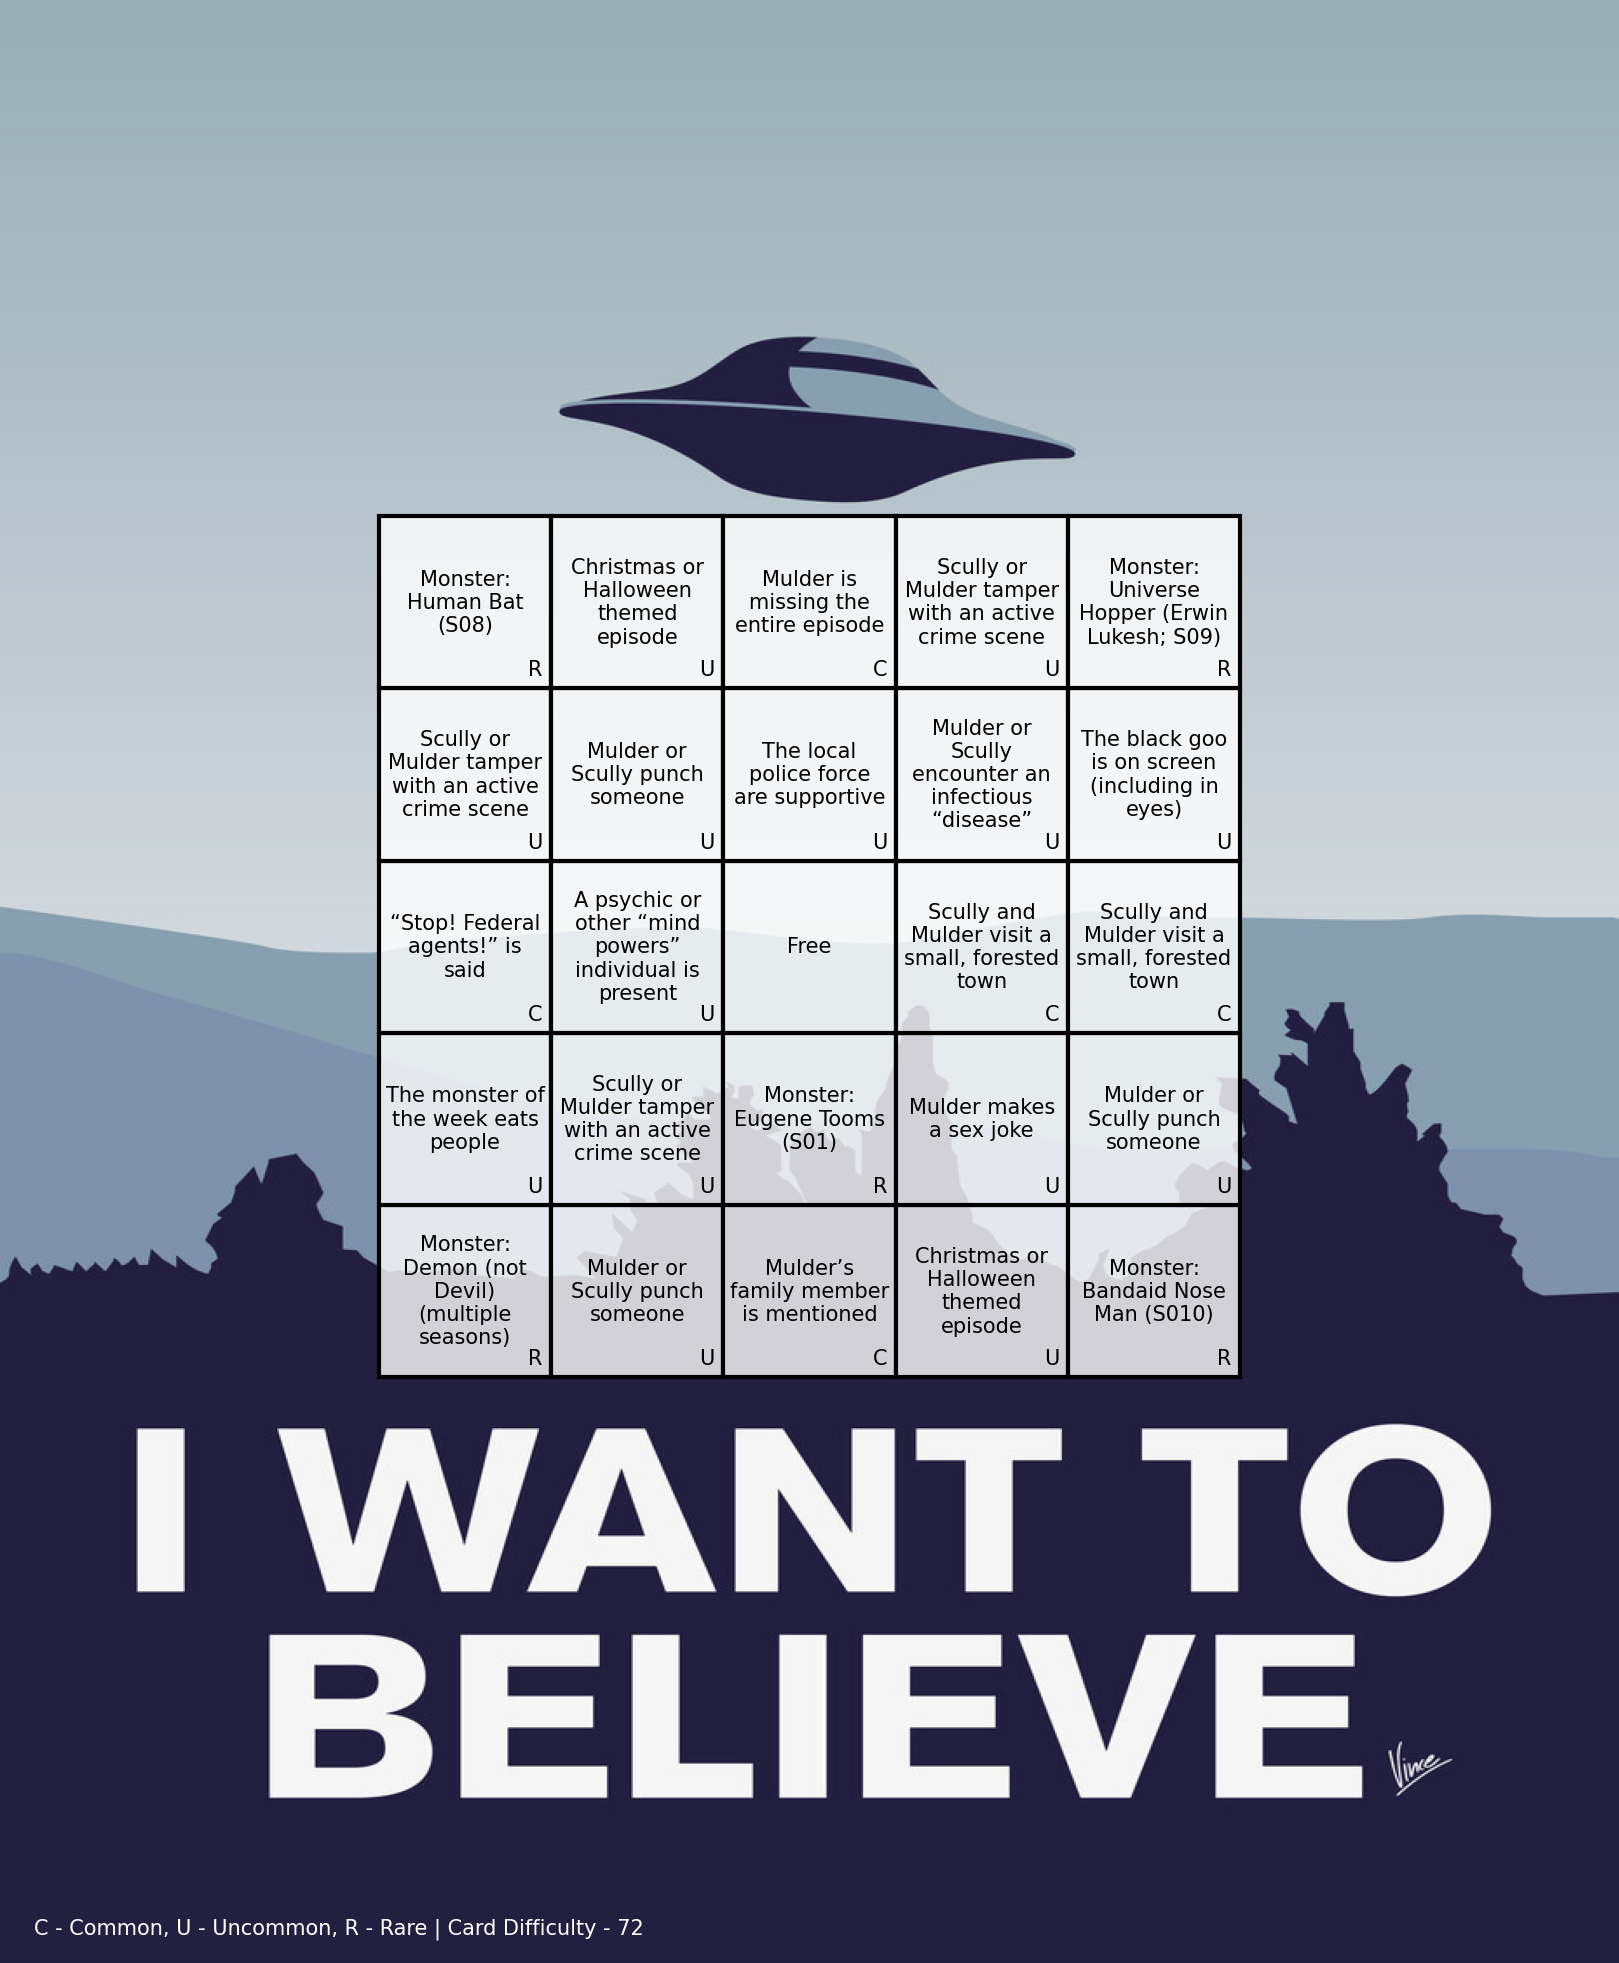 Monster:
Human Bat
(S08)
R
Christmas or
Halloween
themed
episode
U
Mulder is
missing the
entire episode
C
Scully or
Mulder tamper
with an active
crime scene
U
Monster:
Universe
Hopper (Erwin
Lukesh; S09)
R
Scully or
Mulder tamper
with an active
crime scene
U
Mulder or
Scully punch
someone
U
The local
police force
are supportive
U
Mulder or
Scully
encounter an
infectious
“disease”
U
The black goo
is on screen
(including in
eyes)
U
“Stop! Federal
agents!” is
said
C
A psychic or
other “mind
powers”
individual is
present
U
Free
Scully and
Mulder visit a
small, forested
town
C
Scully and
Mulder visit a
small, forested
town
C
The monster of
the week eats
people
U
Scully or
Mulder tamper
with an active
crime scene
U
Monster:
Eugene Tooms
(S01)
R
Mulder makes
a sex joke
U
Mulder or
Scully punch
someone
U
Monster:
Demon (not
Devil)
(multiple
seasons)
R
Mulder or
Scully punch
someone
U
Mulder’s
family member
is mentioned
C
Christmas or
Halloween
themed
episode
U
Monster:
Bandaid Nose
Man (S010)
R
I WANT TO
BELIEVE
Vince
C - Common, U - Uncommon, R - Rare | Card Difficulty - 72